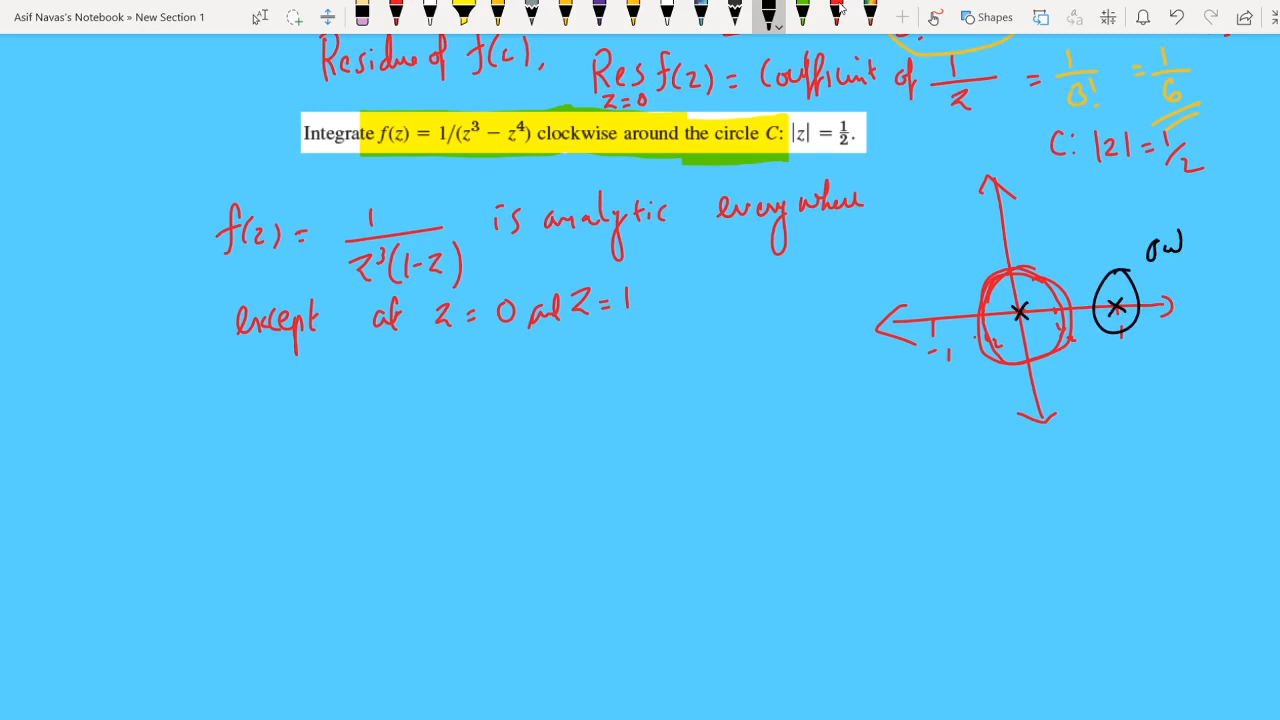 Asif Navas's Notebook » New Section 1
Shapes
Residue of f(z),
Res f(z) = Coefficient of 1/z = 1/3! = 1/6
z=0
Integrate f(z) = 1/(z³ − z⁴) clockwise around the circle C: |z| = ½.
C: |z| = 1/2
f(z) = 1/(z³(1-z)) is analytic everywhere
except at z = 0 and z = 1
-1
1